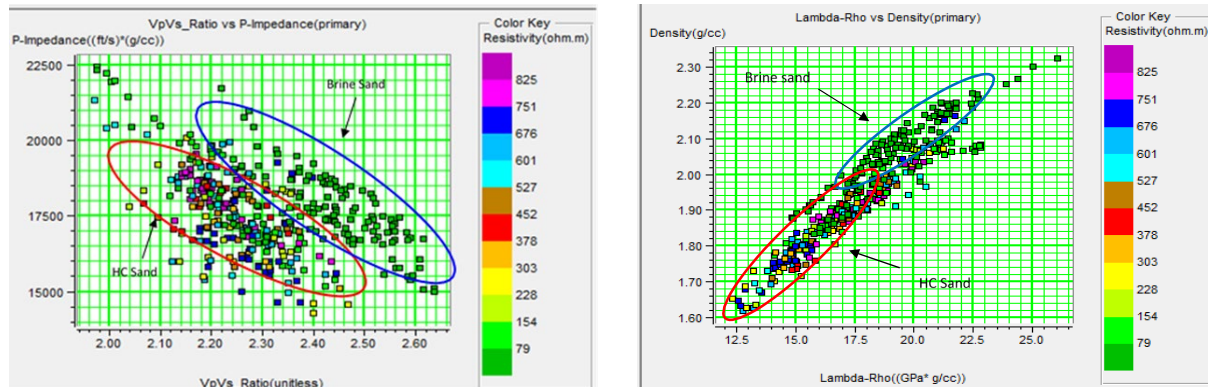 VpVs_Ratio vs P-Impedance(primary)
P-Impedance((ft/s)*(g/cc))
22500
20000
17500
15000
Brine Sand
HC Sand
2.00 2.10 2.20 2.30 2.40 2.50 2.60
VpVs_Ratio(unitless)
Color Key
Resistivity(ohm.m)
825
751
676
601
527
452
378
303
228
154
79
Lambda-Rho vs Density(primary)
Density(g/cc)
2.30
2.20
2.10
2.00
1.90
1.80
1.70
1.60
Brine sand
HC Sand
12.5 15.0 17.5 20.0 22.5 25.0
Lambda-Rho((GPa* g/cc))
Color Key
Resistivity(ohm.m)
825
751
676
601
527
452
378
303
228
154
79